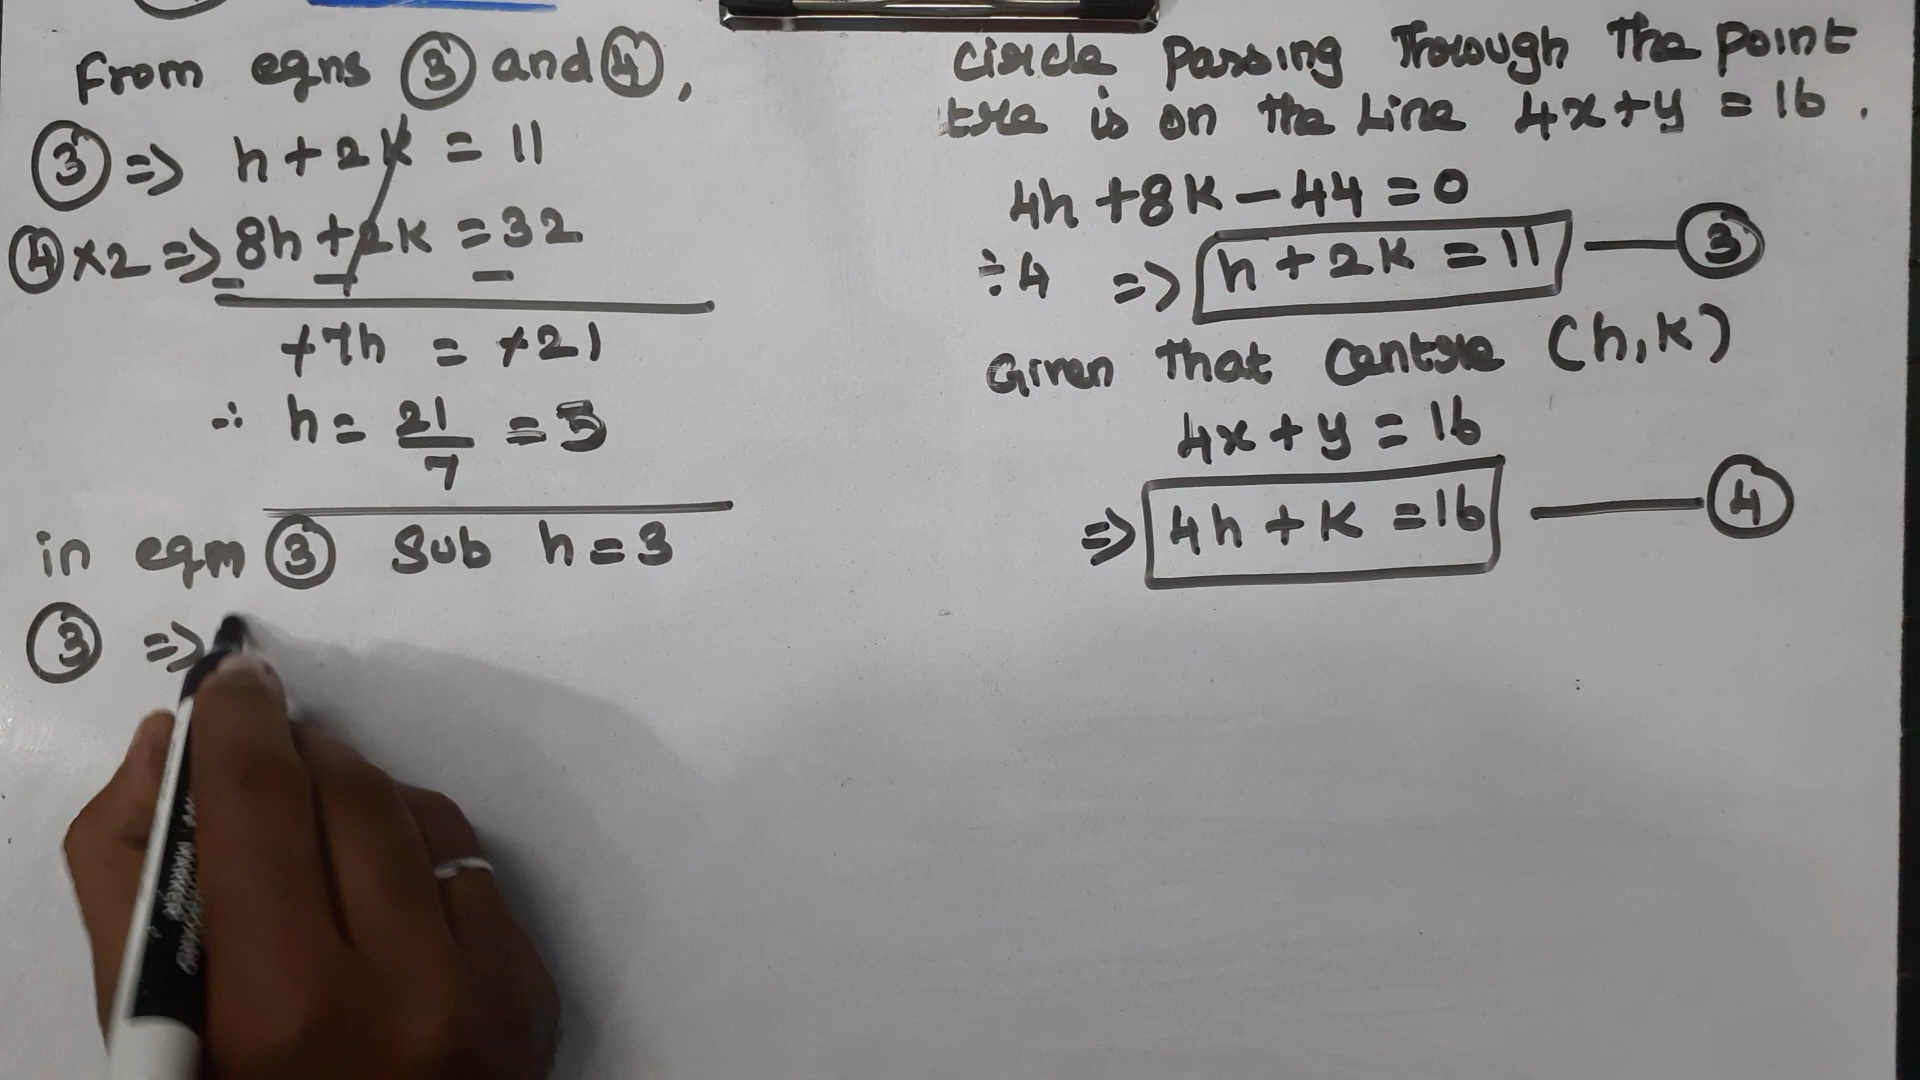 From eqns ③ and ④,
③ => h + 2k = 11
④ x2 => 8h + 2k = 32
+7h = +21
∴ h = 21/7 = 3
in eqn ③ Sub h = 3
③ =>
circle Passing Through The point
tre is on the Line 4x + y = 16.
4h + 8k - 44 = 0
÷4 => h + 2k = 11 — ③
Given That Centre (h, k)
4x + y = 16
=> 4h + k = 16 — ④